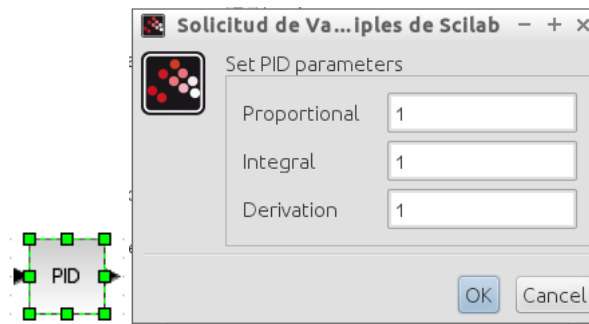 Solicitud de Va...iples de Scilab
Set PID parameters
Proportional 1
Integral 1
Derivation 1
PID
OK Cancel